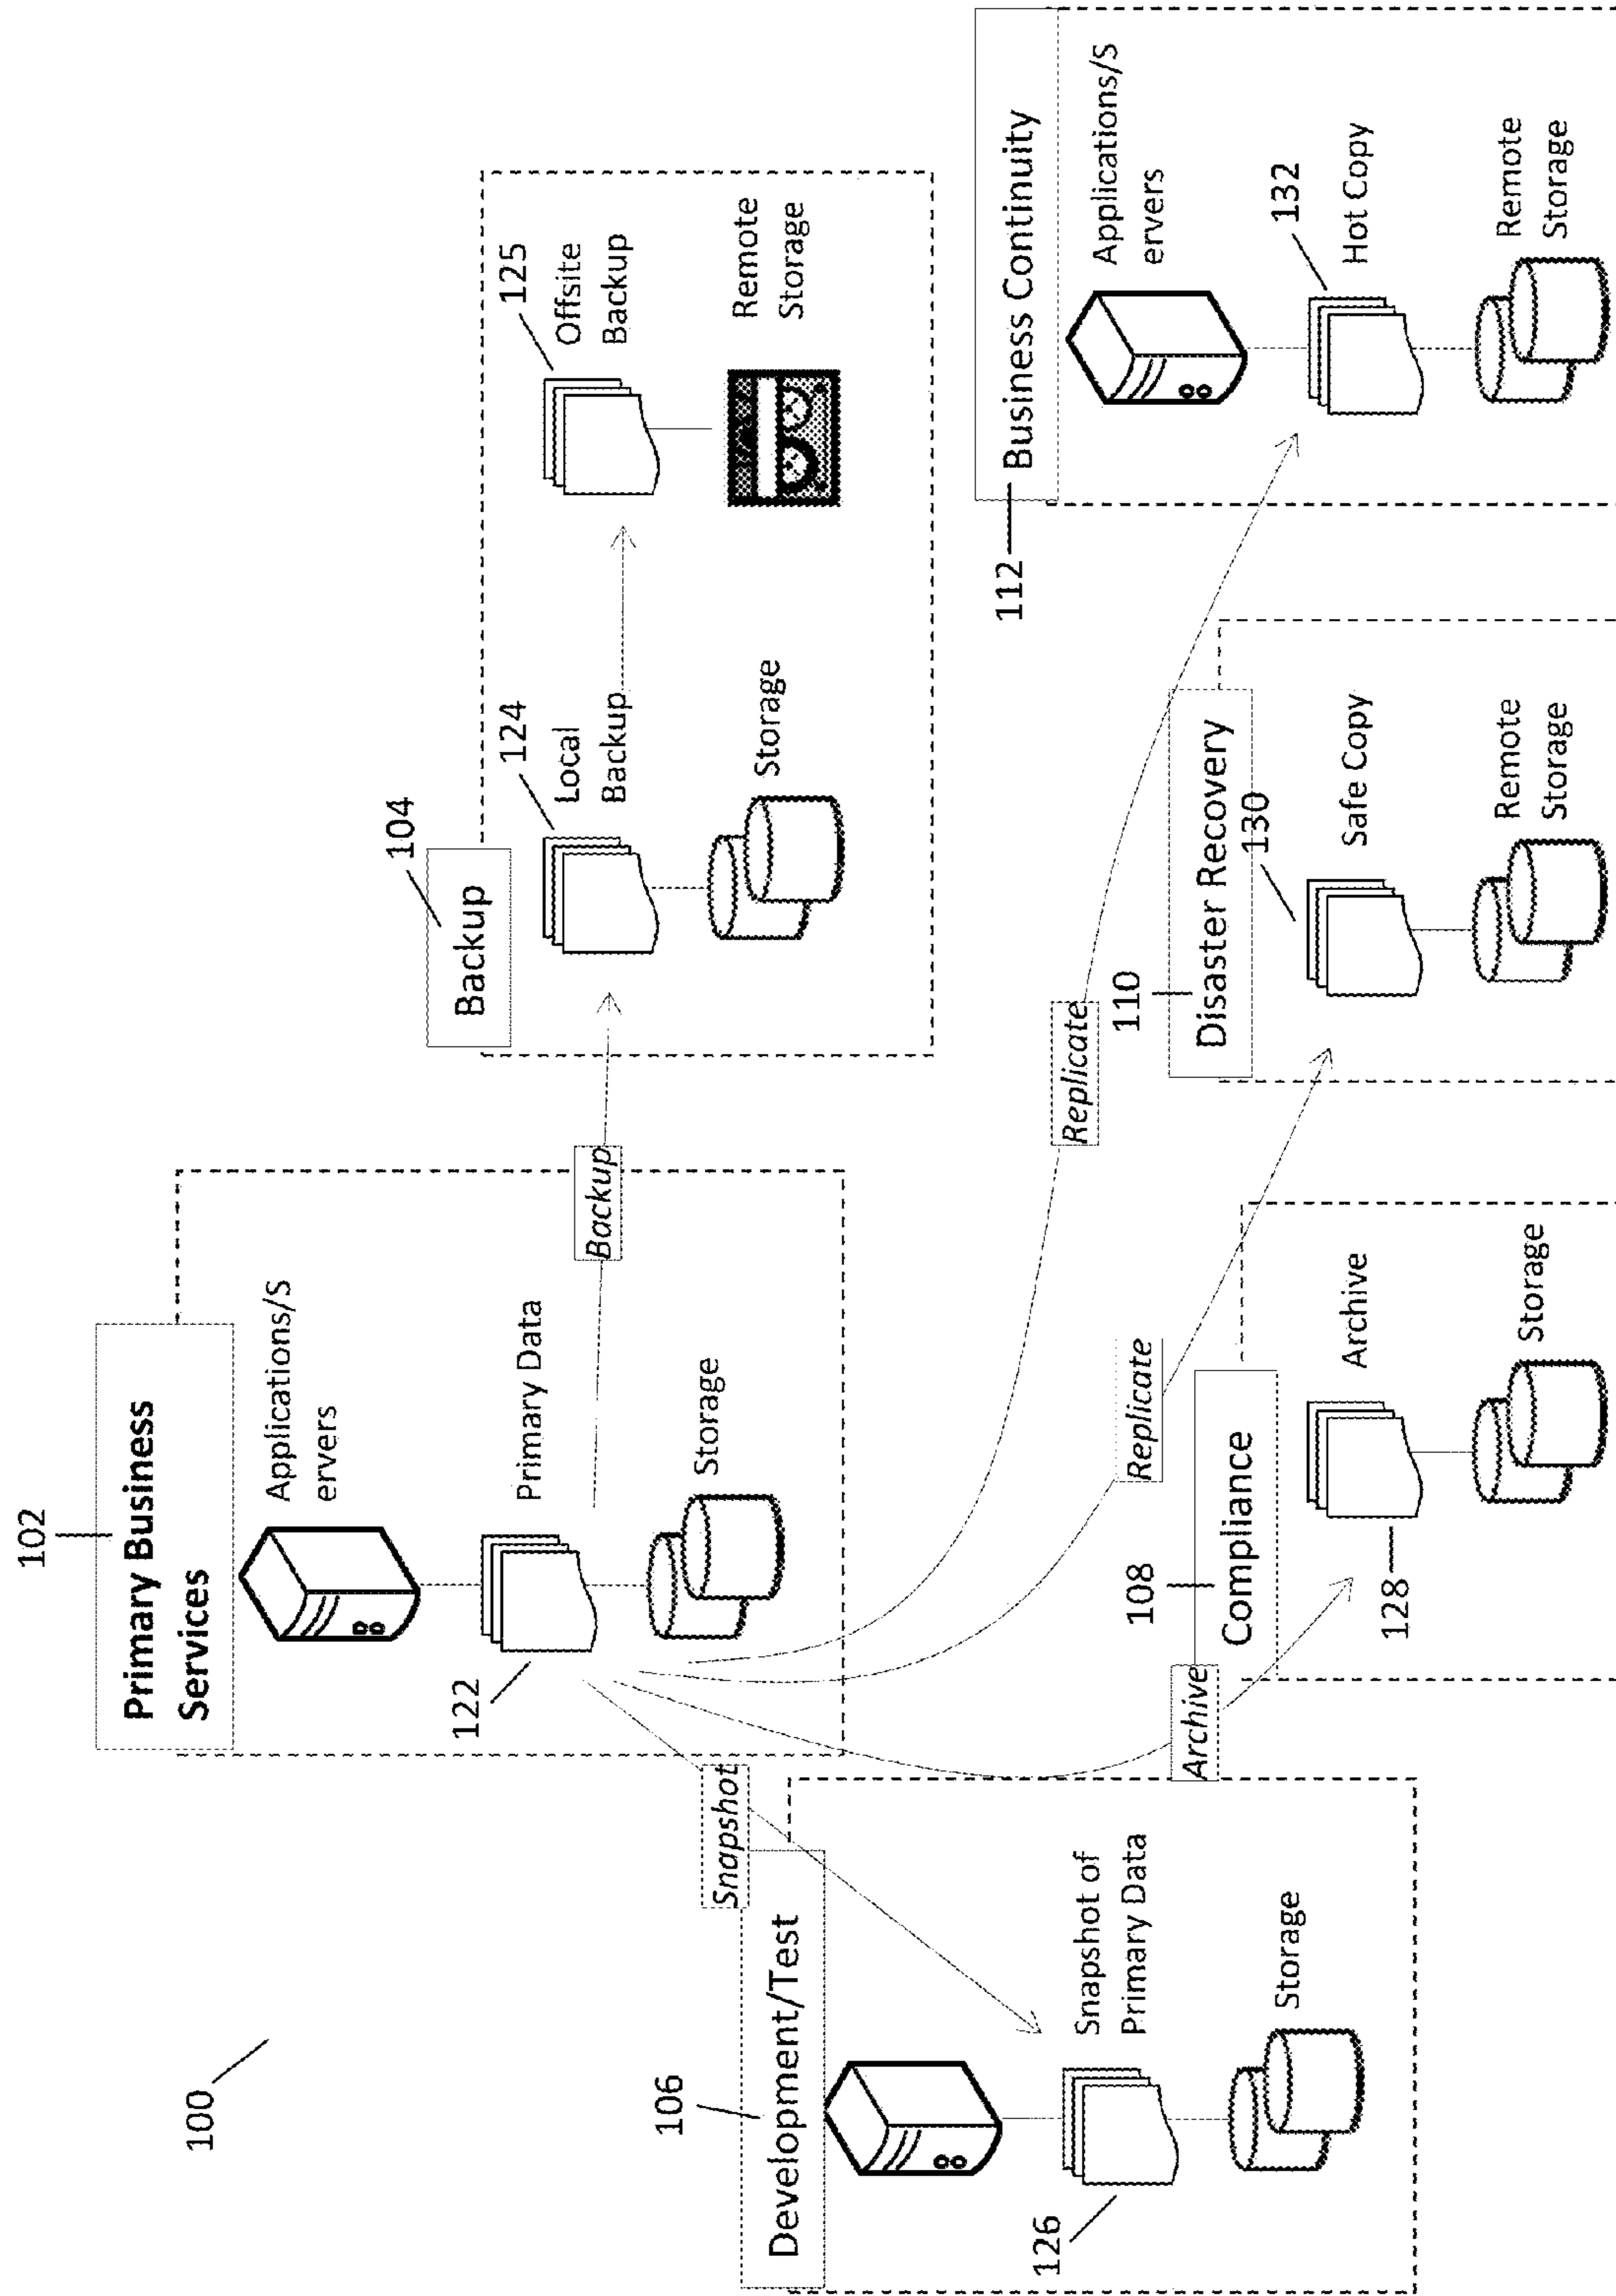 100
102
Primary Business
Services
Applications/S
ervers
122
Primary Data
Storage
Backup
104
Backup
124
Local
Backup
Storage
125
Offsite
Backup
Remote
Storage
106
Development/Test
Snapshot
126
Snapshot of
Primary Data
Storage
Archive
108
Compliance
128
Archive
Storage
Replicate
110
Disaster Recovery
130
Safe Copy
Remote
Storage
Replicate
112
Business Continuity
Applications/S
ervers
132
Hot Copy
Remote
Storage